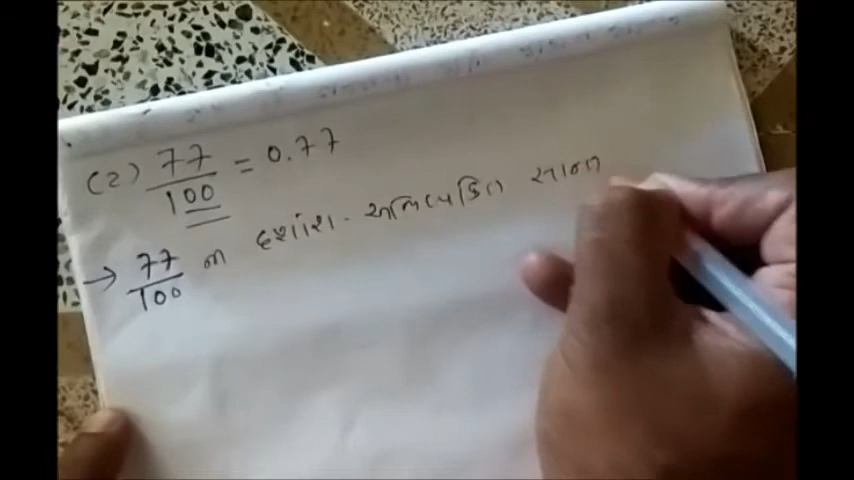 (2) 77/100 = 0.77
→ 77/100 ના દશાંશ અભિવ્યક્તિ સાન્ત